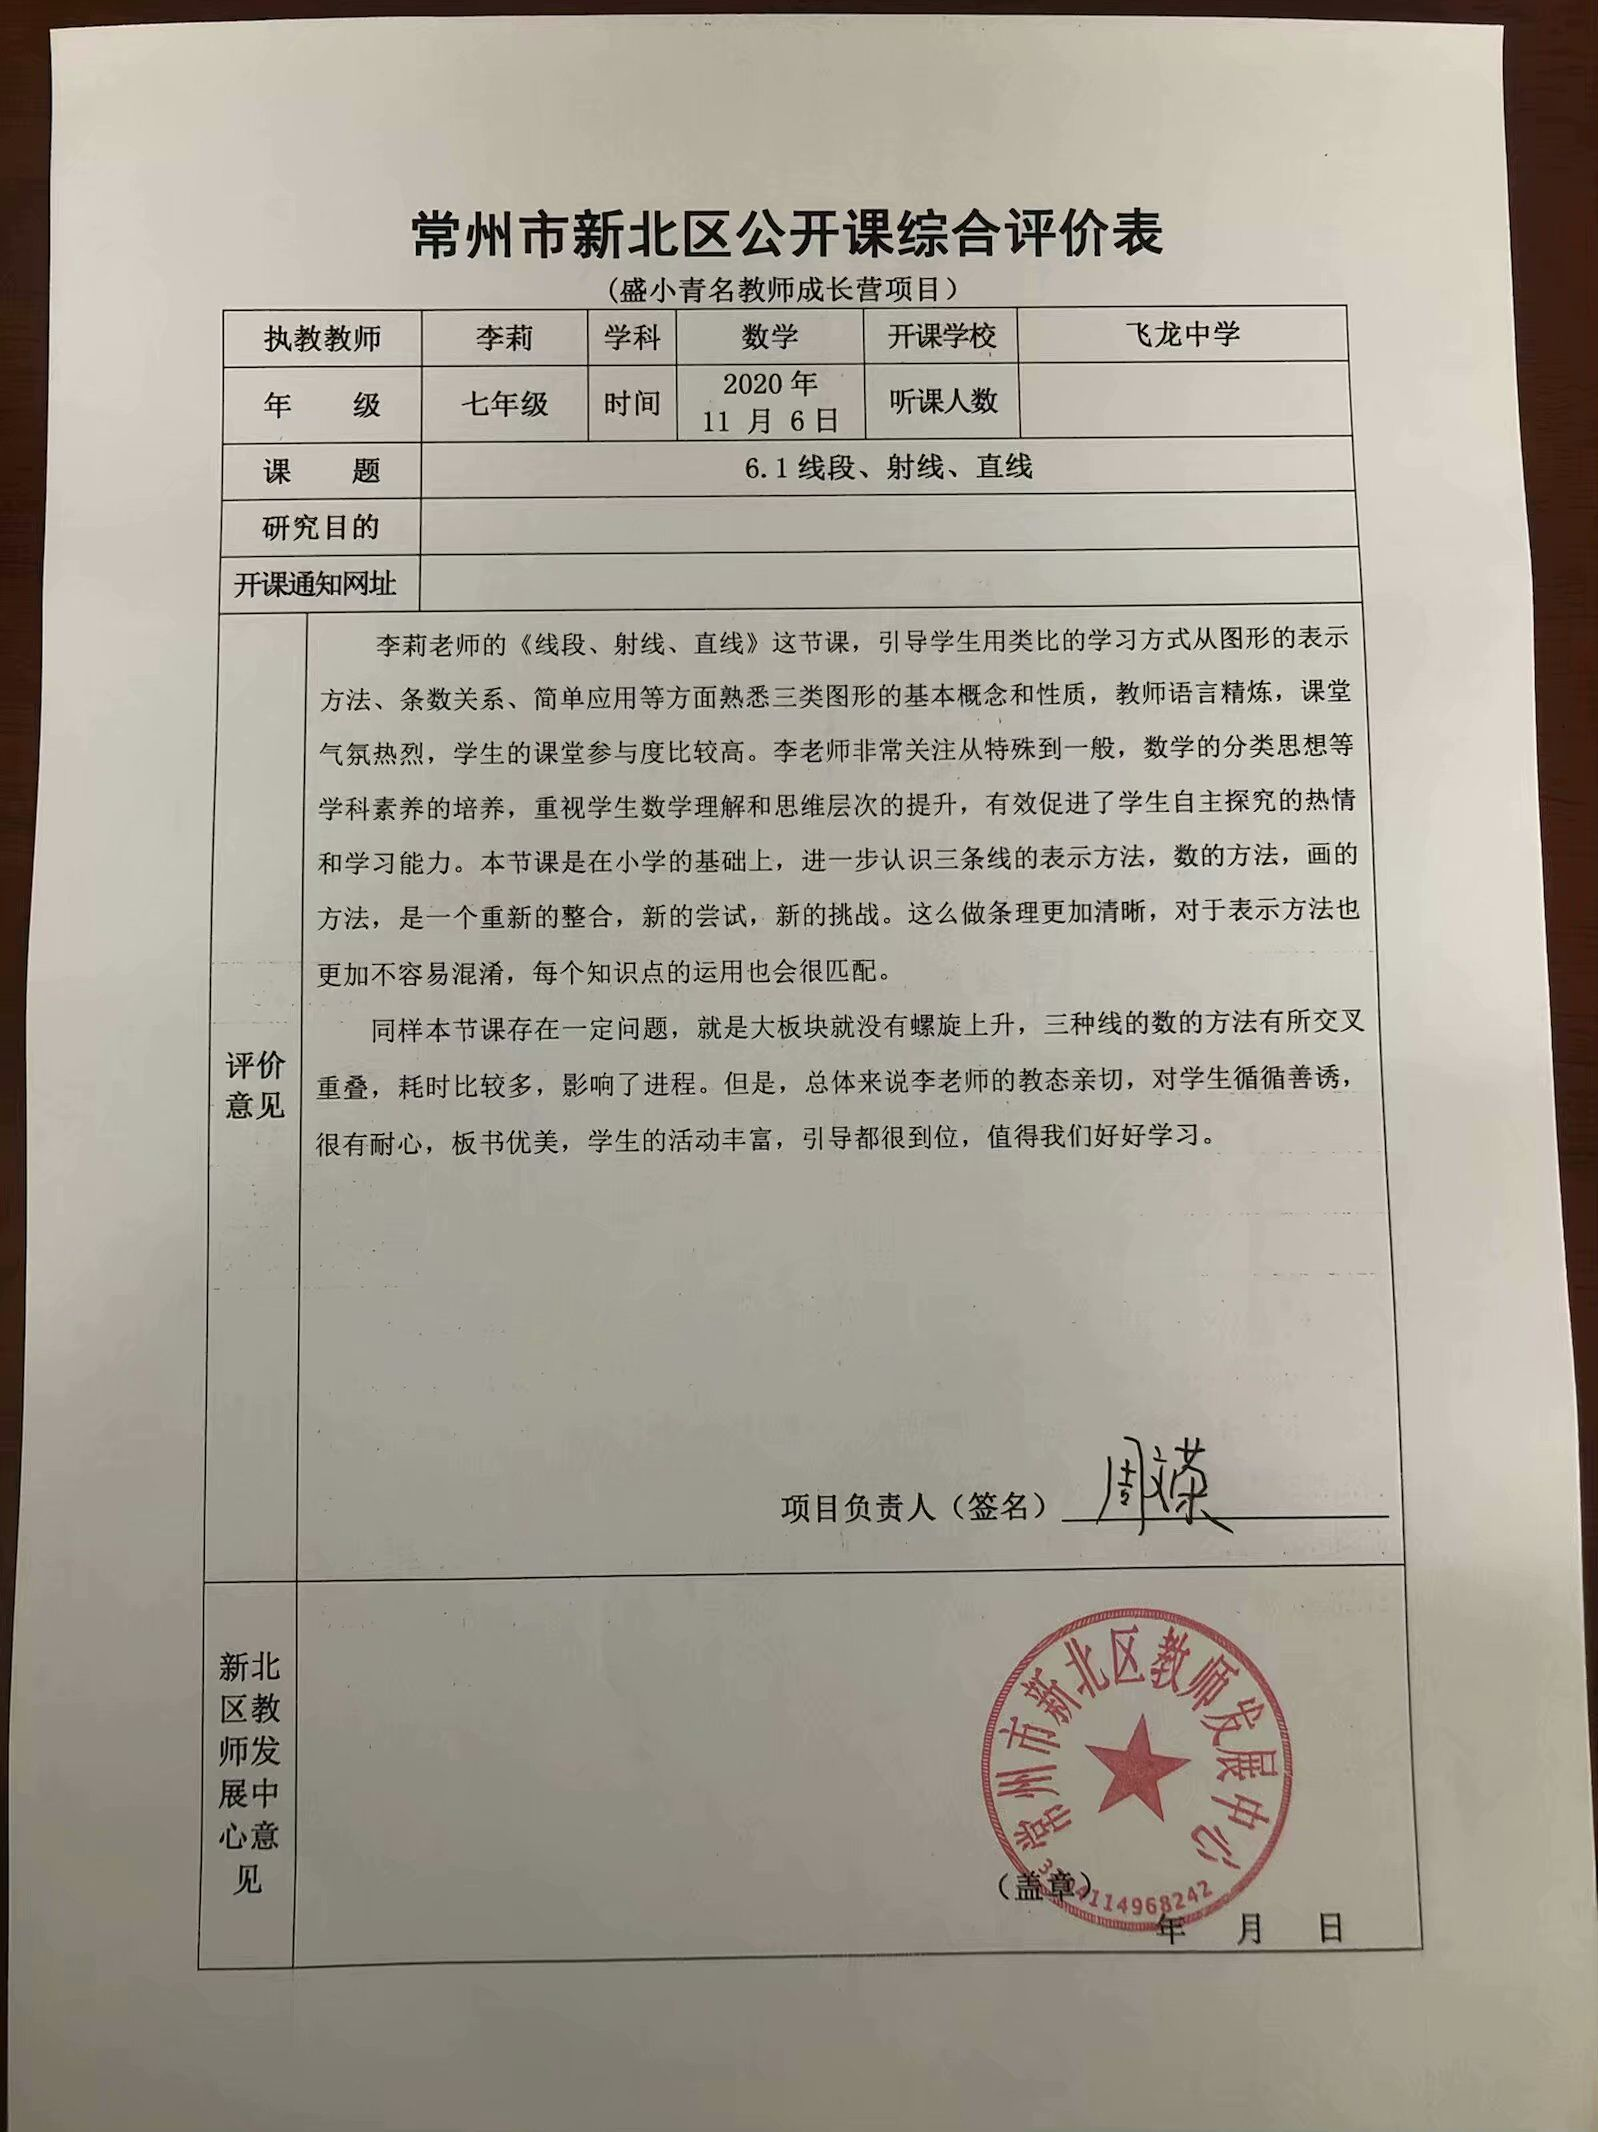 常州市新北区公开课综合评价表
(盛小青名教师成长营项目)
执教教师 李莉 学科 数学 开课学校 飞龙中学
年 级 七年级 时间 2020 年
11 月 6 日 听课人数
课 题 6.1 线段、射线、直线
研究目的
开课通知网址
评价
意见
李莉老师的《线段、射线、直线》这节课，引导学生用类比的学习方式从图形的表示
方法、条数关系、简单应用等方面熟悉三类图形的基本概念和性质，教师语言精炼，课堂
气氛热烈，学生的课堂参与度比较高。李老师非常关注从特殊到一般，数学的分类思想等
学科素养的培养，重视学生数学理解和思维层次的提升，有效促进了学生自主探究的热情
和学习能力。本节课是在小学的基础上，进一步认识三条线的表示方法，数的方法，画的
方法，是一个重新的整合，新的尝试，新的挑战。这么做条理更加清晰，对于表示方法也
更加不容易混淆，每个知识点的运用也会很匹配。
同样本节课存在一定问题，就是大板块就没有螺旋上升，三种线的数的方法有所交叉
重叠，耗时比较多，影响了进程。但是，总体来说李老师的教态亲切，对学生循循善诱，
很有耐心，板书优美，学生的活动丰富，引导都很到位，值得我们好好学习。
项目负责人（签名） 周文荣
新北
区教
师发
展中
心意
见
常州市新北区教师发展中心
（盖章）
年 月 日